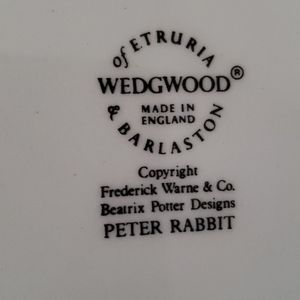 of ETRURIA
WEDGWOOD®
MADE IN
ENGLAND
& BARLASTON
Copyright
Frederick Warne & Co.
Beatrix Potter Designs
PETER RABBIT